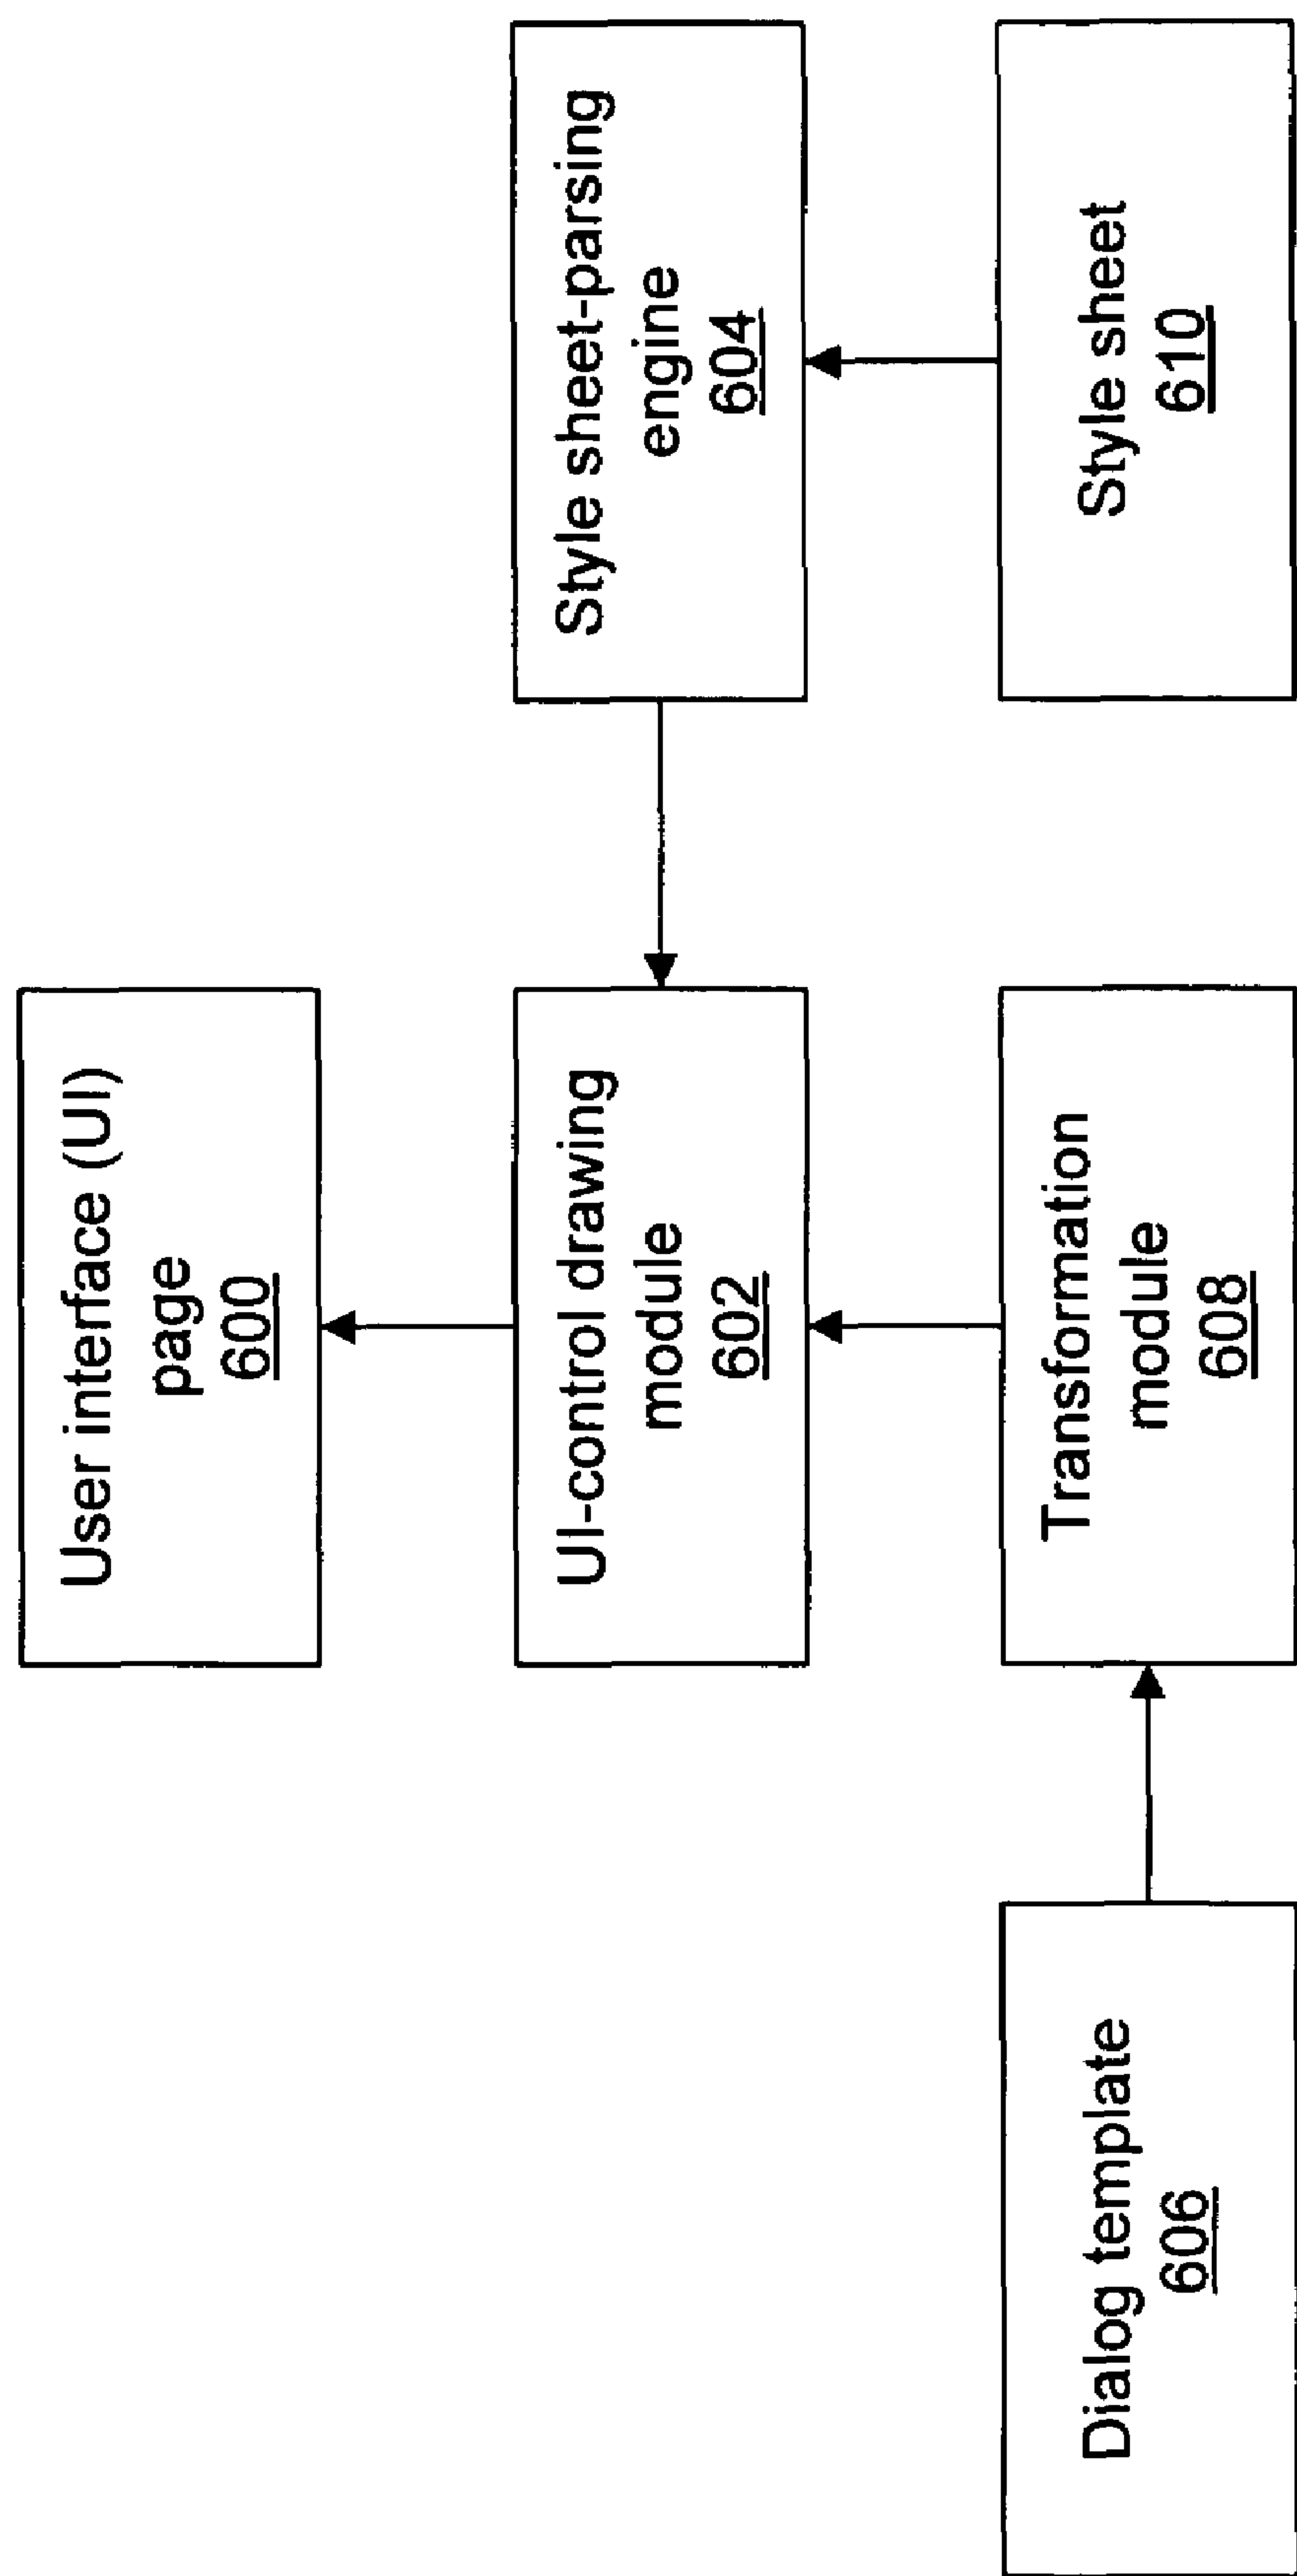 User interface (UI)
page
600
UI-control drawing
module
602
Style sheet-parsing
engine
604
Dialog template
606
Transformation
module
608
Style sheet
610